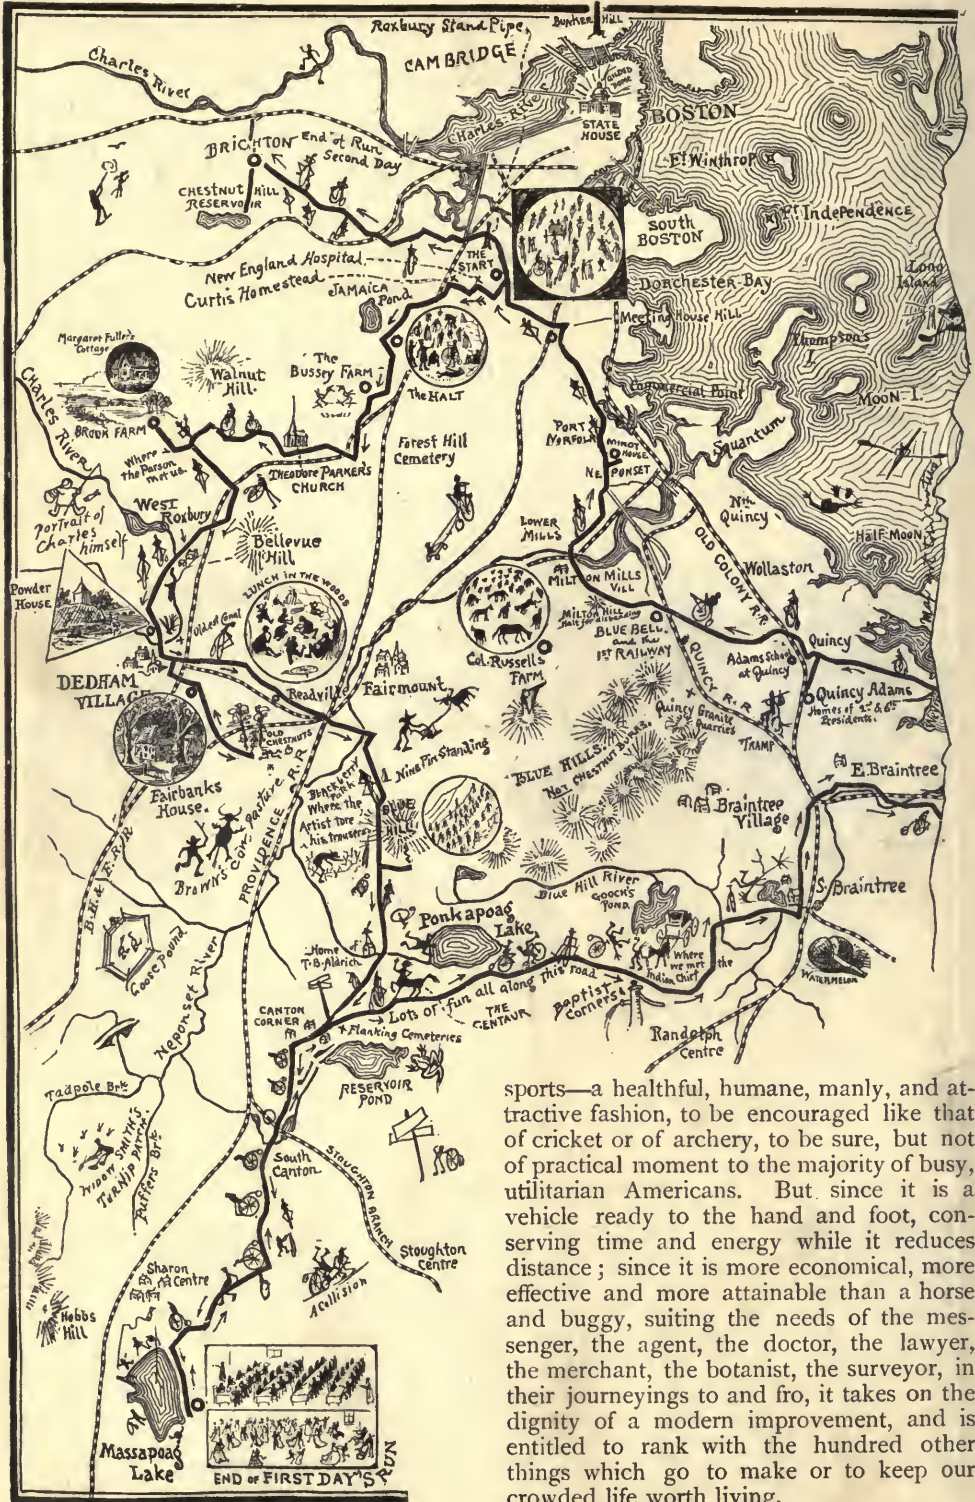 Roxbury Stand Pipe
BUNKER HILL
CAMBRIDGE
Charles River
Charles River
GILDED
DOME
STATE
HOUSE
BOSTON
BRIGHTON
End of Run
Second Day
CHESTNUT HILL
RESERVOIR
Ft. Winthrop
Ft. Independence
SOUTH
BOSTON
THE
START
New England Hospital
Curtis Homestead
JAMAICA
Pond
Dorchester Bay
Long
Island
Meeting House Hill
Thompson's
I.
Margaret Fuller's
Cottage
Walnut
Hill
The
BUSSEY FARM
The HALT
Commercial Point
MOON I.
Charles River
BROOK FARM
Where
the Parson
met us
THEODORE PARKER'S
CHURCH
Forest Hill
Cemetery
PORT
NORFOLK
MINOT
HOUSE
NEPONSET
Squantum
Portrait of
Charles
himself
West
Roxbury
Bellevue
Hill
LOWER
MILLS
Nth
Quincy
OLD COLONY R.R.
Half Moon
Wollaston
Powder
House
LUNCH IN THE WOODS
Oldest Goat
MILTON MILLS
VILL
MILTON Hill
BLUE BELL
and the
1ST RAILWAY
Quincy
Col. Russells
FARM
QUINCY R.R
Adams School
at Quincy
DEDHAM
VILLAGE
Readville
Fairmount
Quincy Adams
Homes of 2d & 6th
Presidents.
Quincy Granite
Quarries
TRAMP
OLD
CHESTNUTS
Nine Pin Standing
BLUE HILLS
NOT CHESTNUT BURRS.
Fairbanks
House.
Blackberry
Park
Where the
Artist tore
his trousers
BLUE
HILL
E. Braintree
Braintree
Village
Brown's Cow pasture
PROVIDENCE R.R
B.H. & E.R.R
Blue Hill River
GOOCH'S
POND
S. Braintree
Ponkapoag
Lake
Goose Pond
Home of
T.B. Aldrich
Where
we met the
Indian Chief
WATERMELON
Neponset River
Lots of fun all along this road
THE
CENTAUR
Baptist
Corners
CANTON
CORNER
Flanking Cemeteries
Randolph
Centre
RESERVOIR
POND
Tadpole Brk
WIDOW SMITH'S
TURNIP PATCH.
Puffers Brk
South
Canton
STOUGHTON
BRANCH
Stoughton
Centre
Sharon
Centre
A Collision
Hobbs
Hill
Massapoag
Lake
END OF FIRST DAY'S RUN
sports—a healthful, humane, manly, and at-
tractive fashion, to be encouraged like that
of cricket or of archery, to be sure, but not
of practical moment to the majority of busy,
utilitarian Americans. But since it is a
vehicle ready to the hand and foot, con-
serving time and energy while it reduces
distance; since it is more economical, more
effective and more attainable than a horse
and buggy, suiting the needs of the mes-
senger, the agent, the doctor, the lawyer,
the merchant, the botanist, the surveyor, in
their journeyings to and fro, it takes on the
dignity of a modern improvement, and is
entitled to rank with the hundred other
things which go to make or to keep our
crowded life worth living.